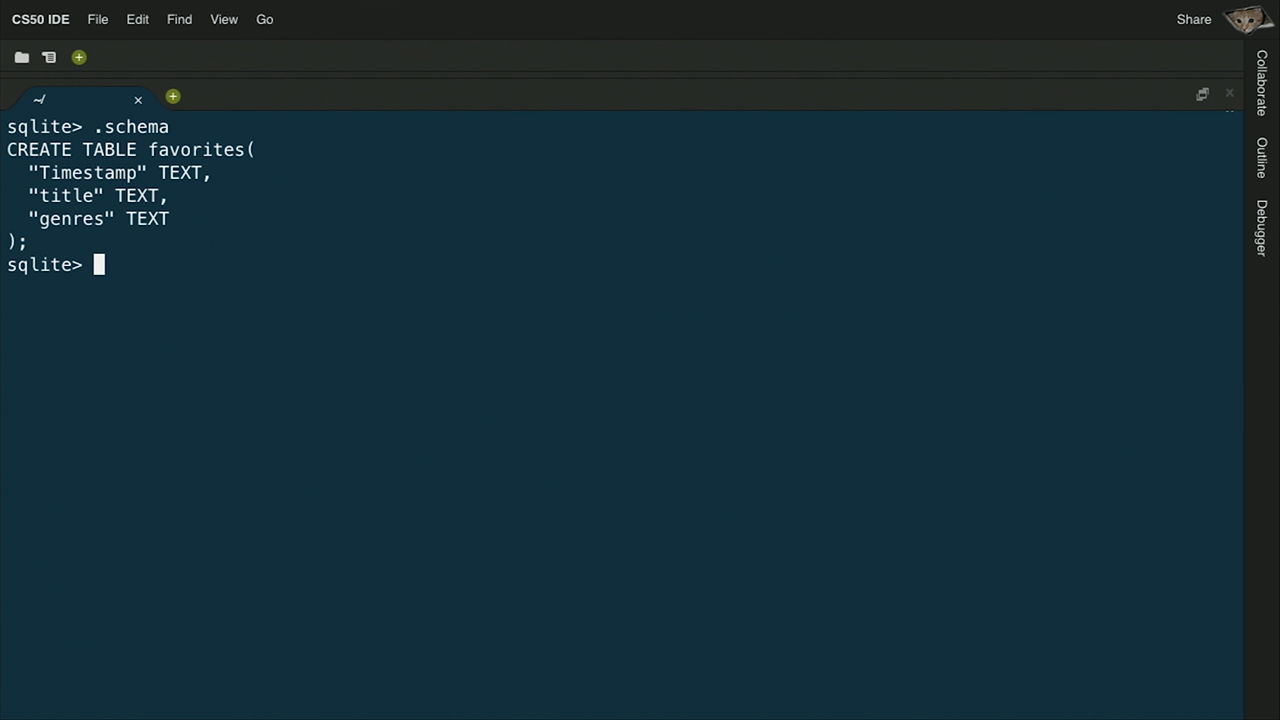 CS50 IDE File Edit Find View Go Share
~/
sqlite> .schema
CREATE TABLE favorites(
  "Timestamp" TEXT,
  "title" TEXT,
  "genres" TEXT
);
sqlite>
Collaborate
Outline
Debugger